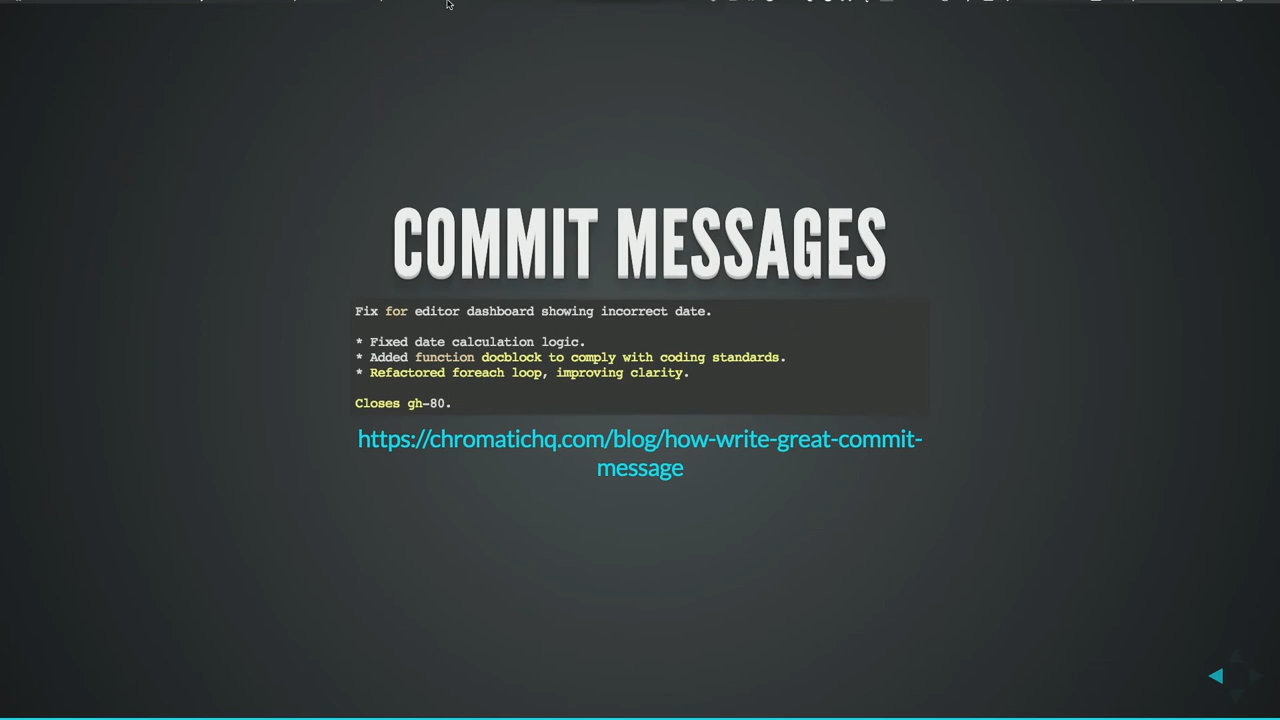 COMMIT MESSAGES
Fix for editor dashboard showing incorrect date.
* Fixed date calculation logic.
* Added function docblock to comply with coding standards.
* Refactored foreach loop, improving clarity.
Closes gh-80.
https://chromatichq.com/blog/how-write-great-commit-
message